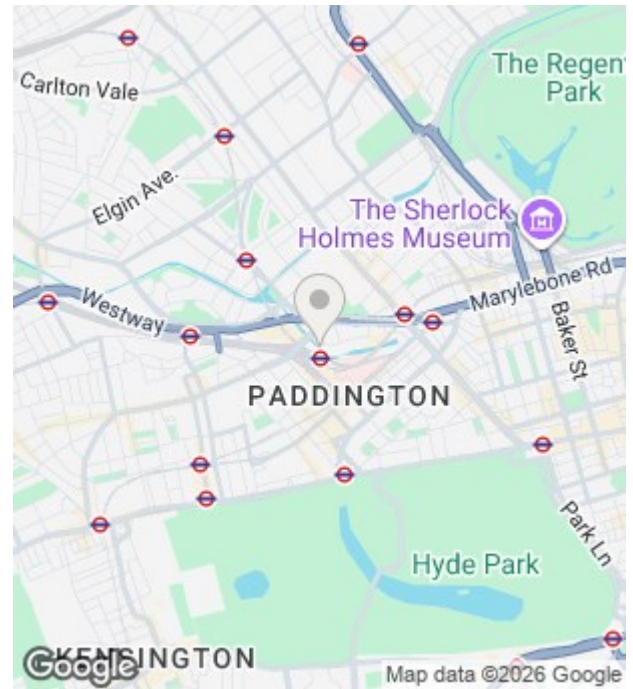 Carlton Vale
The Regent'
Park
Elgin Ave.
The Sherlock
Holmes Museum
Westway
Marylebone Rd
Baker St
PADDINGTON
Park Ln
Hyde Park
KENSINGTON
Google
Map data ©2026 Google